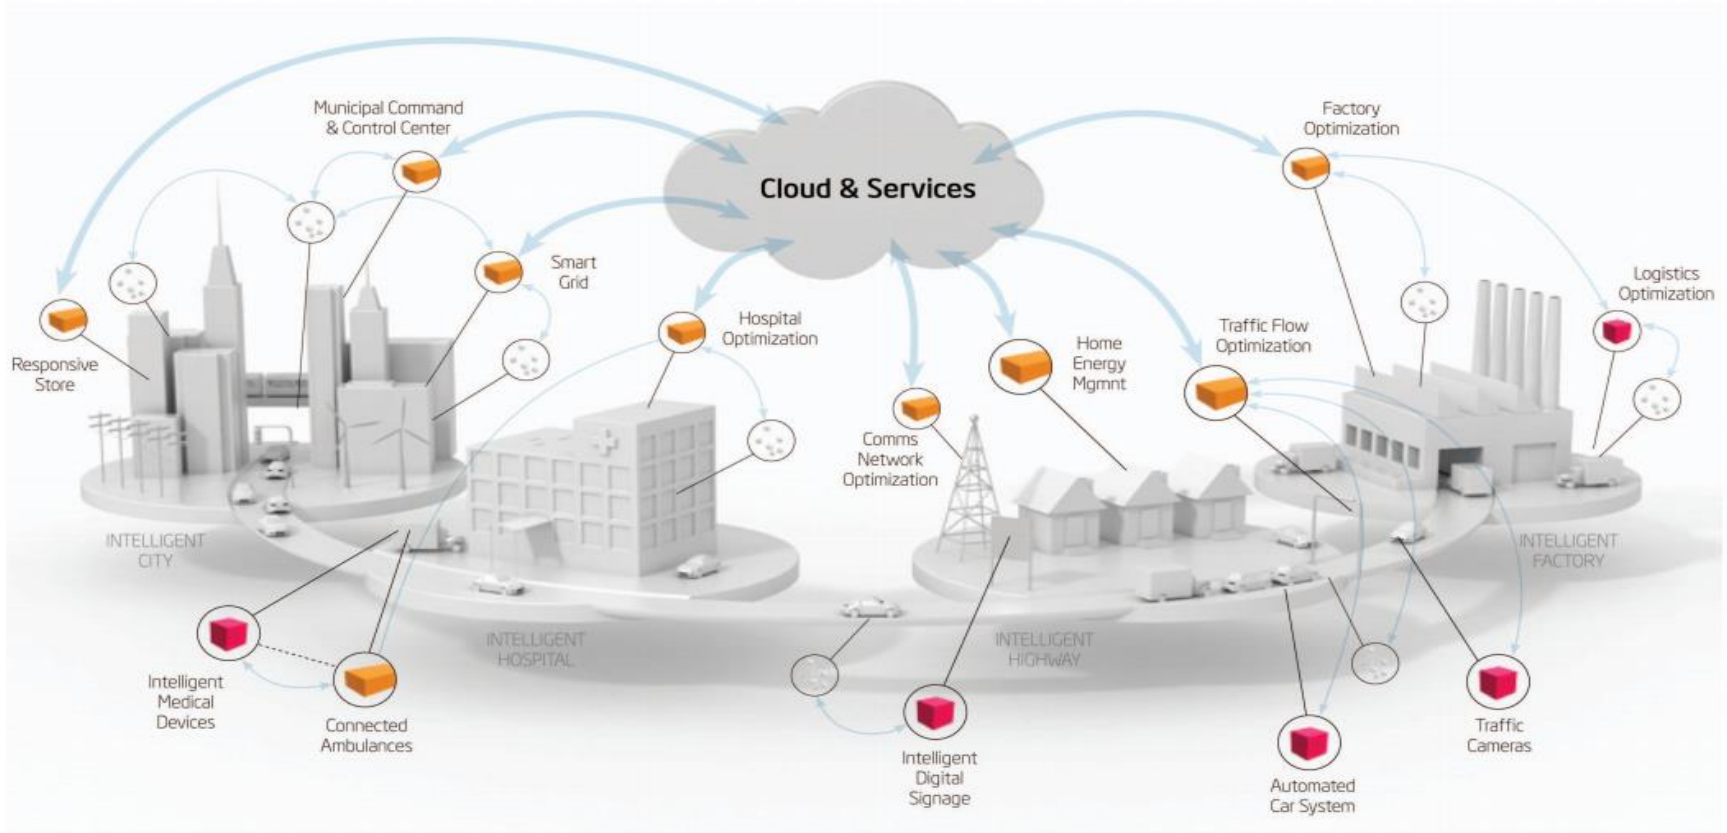 Municipal Command
& Control Center
Factory
Optimization
Cloud & Services
Smart
Grid
Logistics
Optimization
Responsive
Store
Hospital
Optimization
Home
Energy
Mgmnt
Traffic Flow
Optimization
Comms
Network
Optimization
INTELLIGENT
CITY
INTELLIGENT
FACTORY
INTELLIGENT
HOSPITAL
INTELLIGENT
HIGHWAY
Intelligent
Medical
Devices
Connected
Ambulances
Intelligent
Digital
Signage
Automated
Car System
Traffic
Cameras